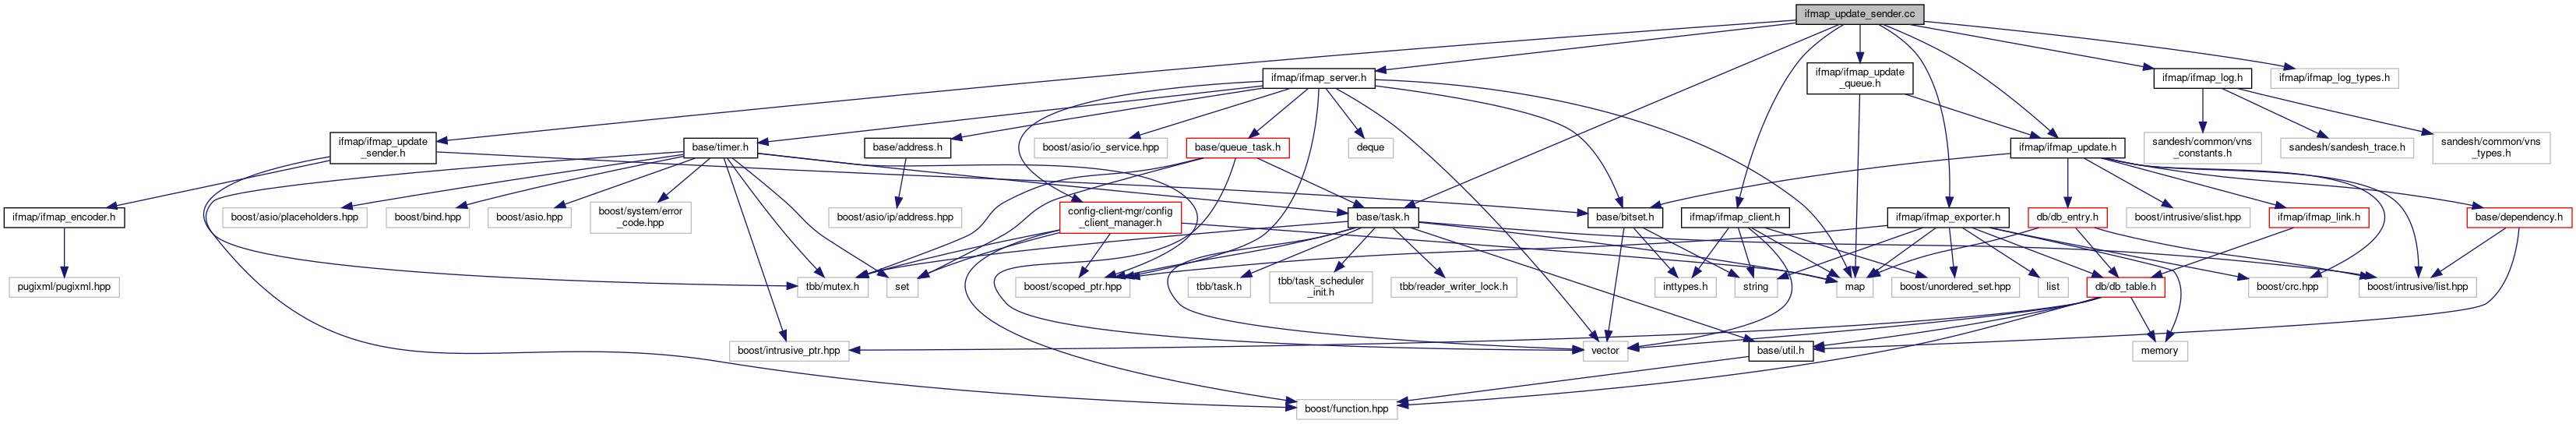 ifmap_update_sender.cc
ifmap/ifmap_server.h
ifmap/ifmap_update
_queue.h
ifmap/ifmap_log.h
ifmap/ifmap_log_types.h
ifmap/ifmap_update
_sender.h
base/timer.h
base/address.h
boost/asio/io_service.hpp
base/queue_task.h
deque
ifmap/ifmap_update.h
sandesh/common/vns
_constants.h
sandesh/sandesh_trace.h
sandesh/common/vns
_types.h
ifmap/ifmap_encoder.h
boost/asio/placeholders.hpp
boost/bind.hpp
boost/asio.hpp
boost/system/error
_code.hpp
boost/asio/ip/address.hpp
config-client-mgr/config
_client_manager.h
base/task.h
base/bitset.h
ifmap/ifmap_client.h
ifmap/ifmap_exporter.h
db/db_entry.h
boost/intrusive/slist.hpp
ifmap/ifmap_link.h
base/dependency.h
pugixml/pugixml.hpp
tbb/mutex.h
set
boost/scoped_ptr.hpp
tbb/task.h
tbb/task_scheduler
_init.h
tbb/reader_writer_lock.h
inttypes.h
string
map
boost/unordered_set.hpp
list
db/db_table.h
boost/crc.hpp
boost/intrusive/list.hpp
boost/intrusive_ptr.hpp
vector
base/util.h
memory
boost/function.hpp